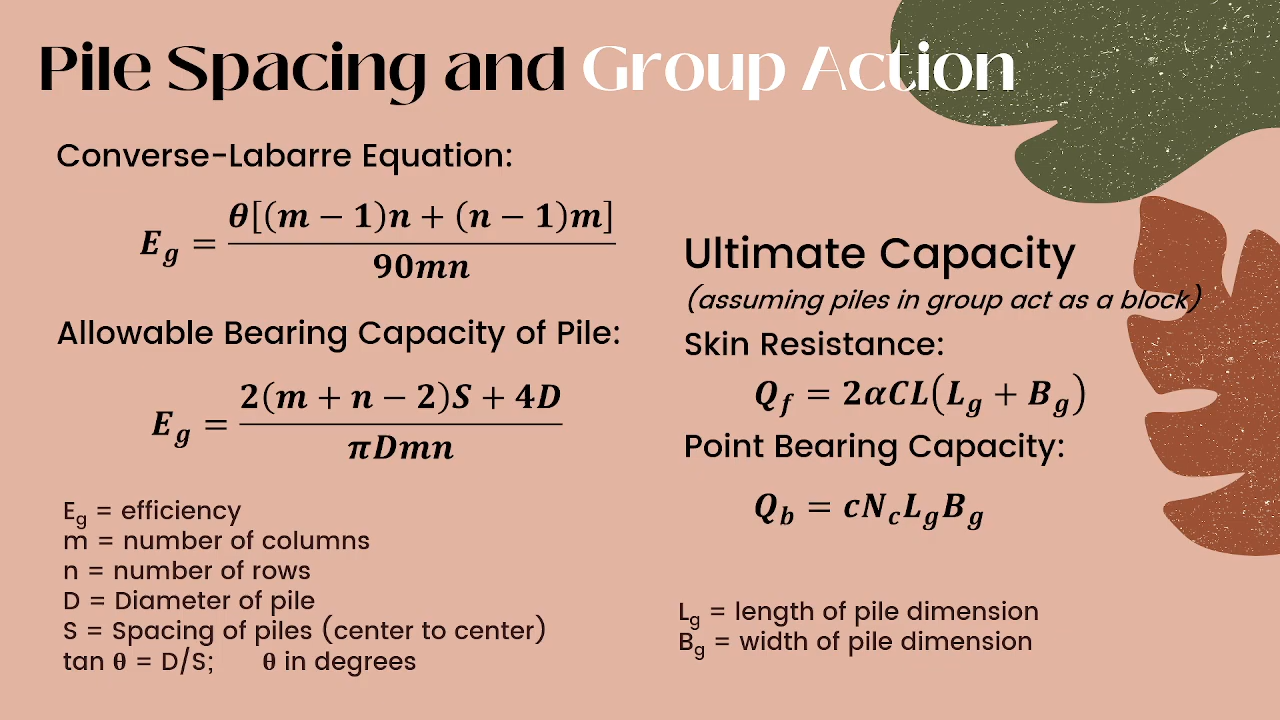 Pile Spacing and Group Action
Converse-Labarre Equation:
E_g = θ[(m − 1)n + (n − 1)m] / 90mn
Allowable Bearing Capacity of Pile:
E_g = 2(m + n − 2)S + 4D / πDmn
E_g = efficiency
m = number of columns
n = number of rows
D = Diameter of pile
S = Spacing of piles (center to center)
tan θ = D/S; θ in degrees
Ultimate Capacity
(assuming piles in group act as a block)
Skin Resistance:
Q_f = 2αCL(L_g + B_g)
Point Bearing Capacity:
Q_b = cN_cL_gB_g
L_g = length of pile dimension
B_g = width of pile dimension